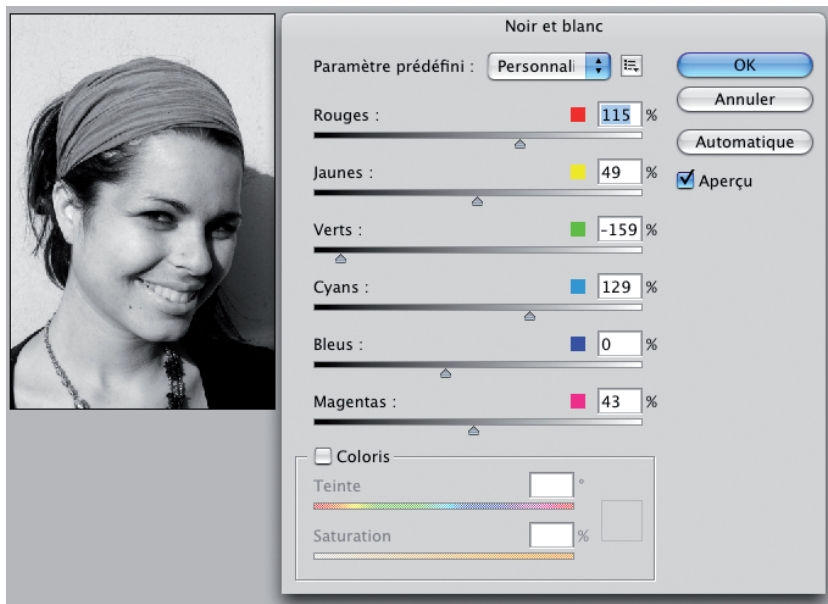 Noir et blanc
Paramètre prédéfini : Personnali
OK
Annuler
Automatique
Aperçu
Rouges : 115 %
Jaunes : 49 %
Verts : -159 %
Cyans : 129 %
Bleus : 0 %
Magentas : 43 %
Coloris
Teinte °
Saturation %